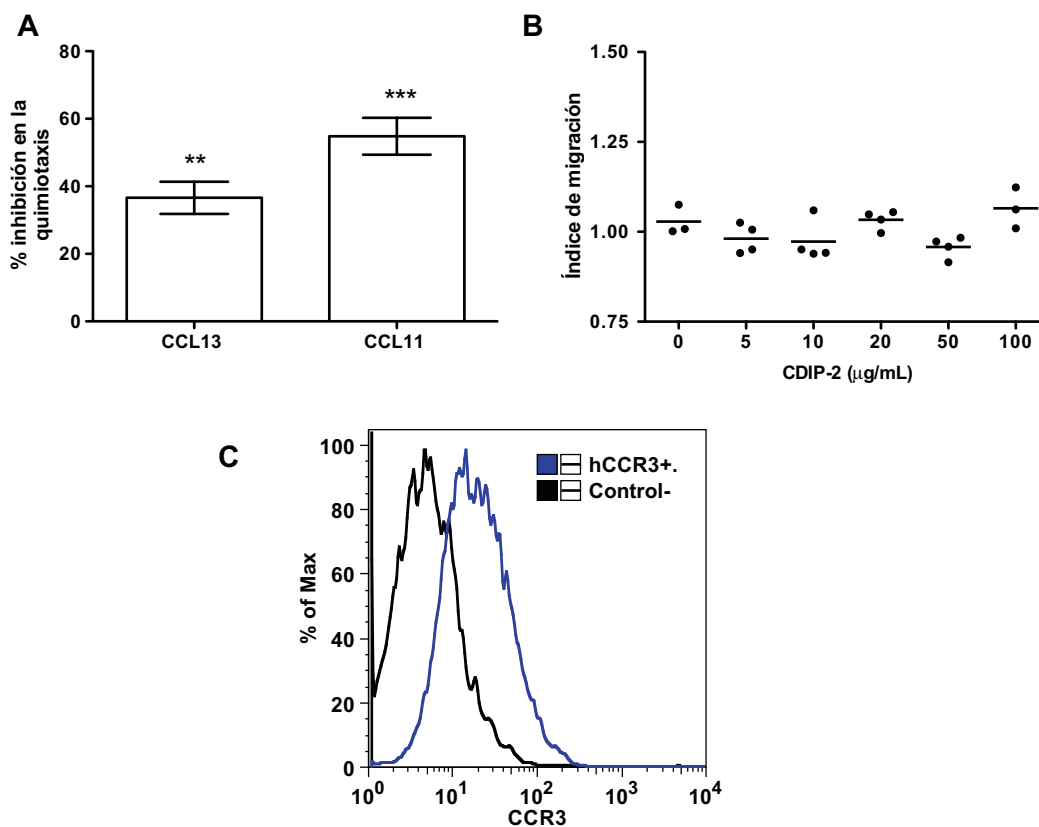 A
80
60
40
20
0
% inhibición en la
quimiotaxis
**
***
CCL13
CCL11
B
1.50
1.25
1.00
0.75
Índice de migración
0
5
10
20
50
100
CDIP-2 (μg/mL)
C
100
80
60
40
20
0
% of Max
hCCR3+.
Control-
10⁰
10¹
10²
10³
10⁴
CCR3